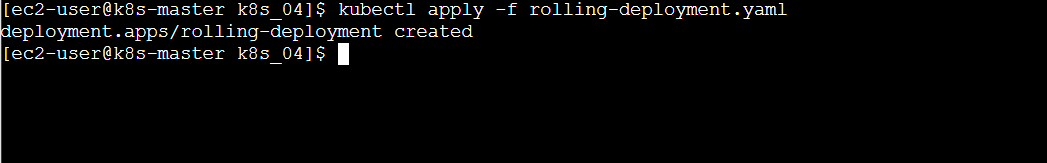 [ec2-user@k8s-master k8s_04]$ kubectl apply -f rolling-deployment.yaml
deployment.apps/rolling-deployment created
[ec2-user@k8s-master k8s_04]$